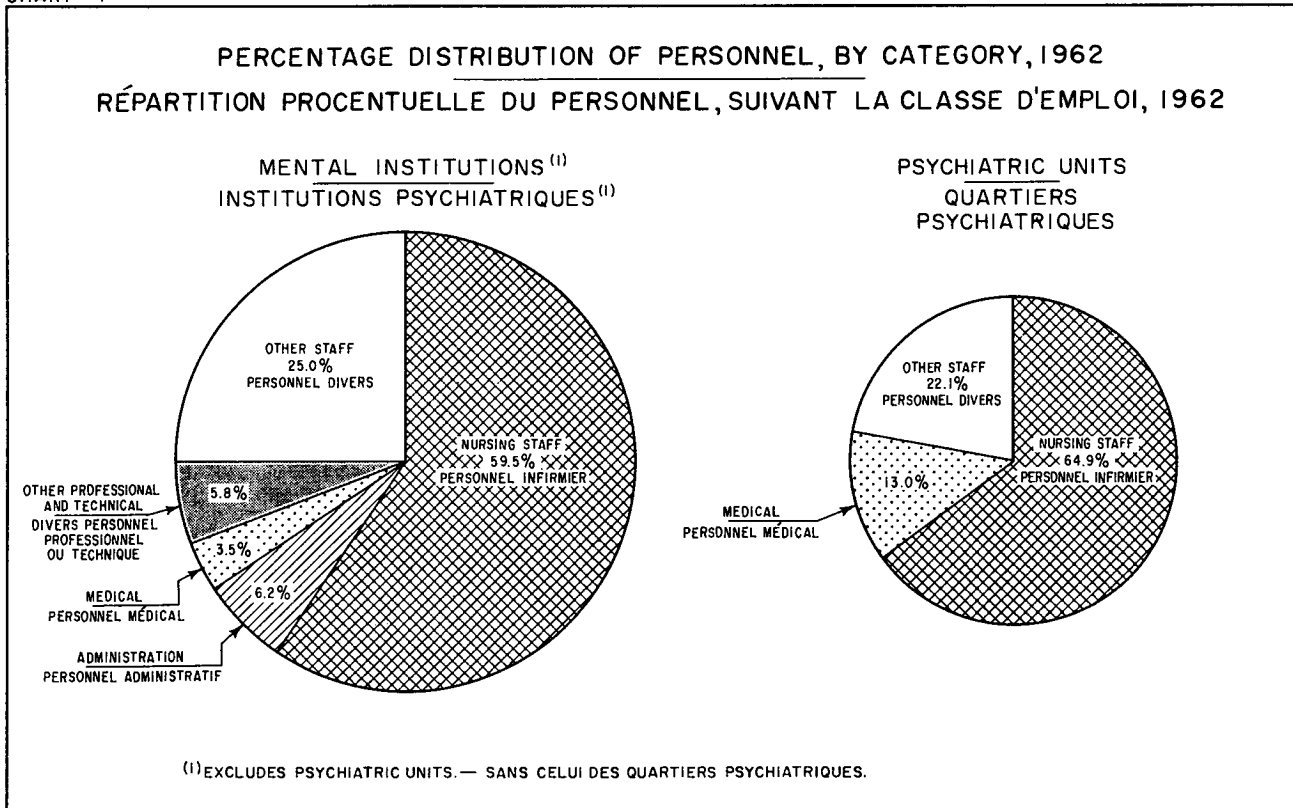 PERCENTAGE DISTRIBUTION OF PERSONNEL, BY CATEGORY, 1962
RÉPARTITION PROCENTUELLE DU PERSONNEL, SUIVANT LA CLASSE D'EMPLOI, 1962
MENTAL INSTITUTIONS (1)
INSTITUTIONS PSYCHIATRIQUES (1)
OTHER STAFF
25.0%
PERSONNEL DIVERS
NURSING STAFF
59.5%
PERSONNEL INFIRMIER
5.8%
OTHER PROFESSIONAL
AND TECHNICAL
DIVERS PERSONNEL
PROFESSIONNEL
OU TECHNIQUE
3.5%
MEDICAL
PERSONNEL MÉDICAL
6.2%
ADMINISTRATION
PERSONNEL ADMINISTRATIF
PSYCHIATRIC UNITS
QUARTIERS
PSYCHIATRIQUES
OTHER STAFF
22.1%
PERSONNEL DIVERS
NURSING STAFF
64.9%
PERSONNEL INFIRMIER
13.0%
MEDICAL
PERSONNEL MÉDICAL
(1) EXCLUDES PSYCHIATRIC UNITS.— SANS CELUI DES QUARTIERS PSYCHIATRIQUES.